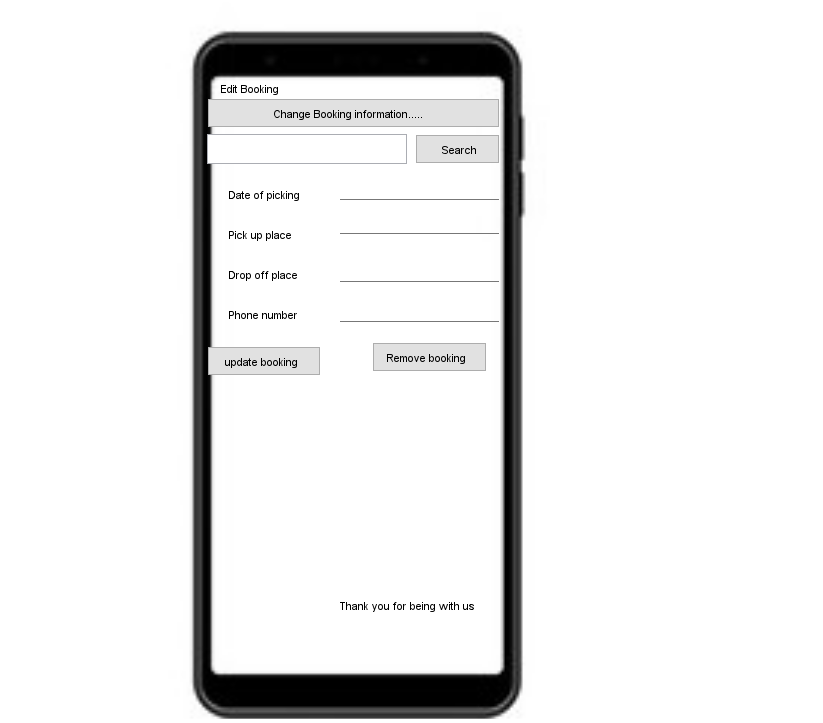 Edit Booking
Change Booking information.....
Search
Date of picking
Pick up place
Drop off place
Phone number
update booking
Remove booking
Thank you for being with us